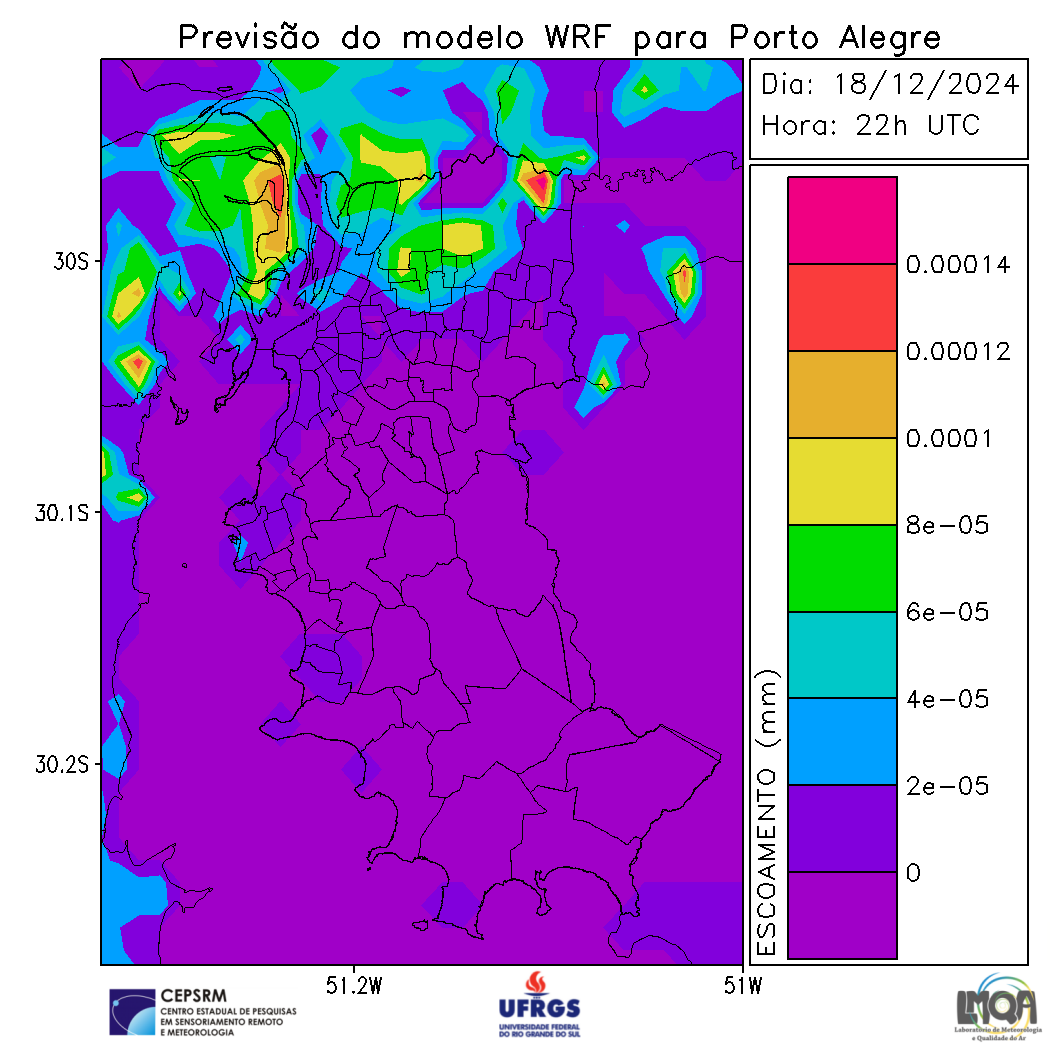 Previsão do modelo WRF para Porto Alegre
Dia: 18/12/2024
Hora: 22h UTC
30S
30.1S
30.2S
51.2W
51W
0.00014
0.00012
0.0001
8e-05
6e-05
4e-05
2e-05
0
ESCOAMENTO (mm)
CEPSRM
CENTRO ESTADUAL DE PESQUISAS
EM SENSORIAMENTO REMOTO
E METEOROLOGIA
UFRGS
UNIVERSIDADE FEDERAL
DO RIO GRANDE DO SUL
LMQA
Laboratório de Meteorologia
e Qualidade do Ar